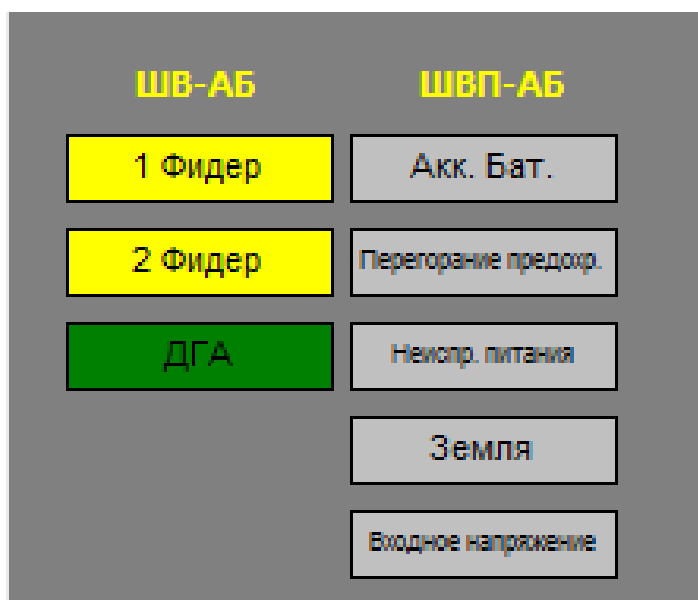 ШВ-АБ
1 Фидер
2 Фидер
ДГА
ШВП-АБ
Акк. Бат.
Перегорание предохр.
Неиспр. питания
Земля
Входное напряжение